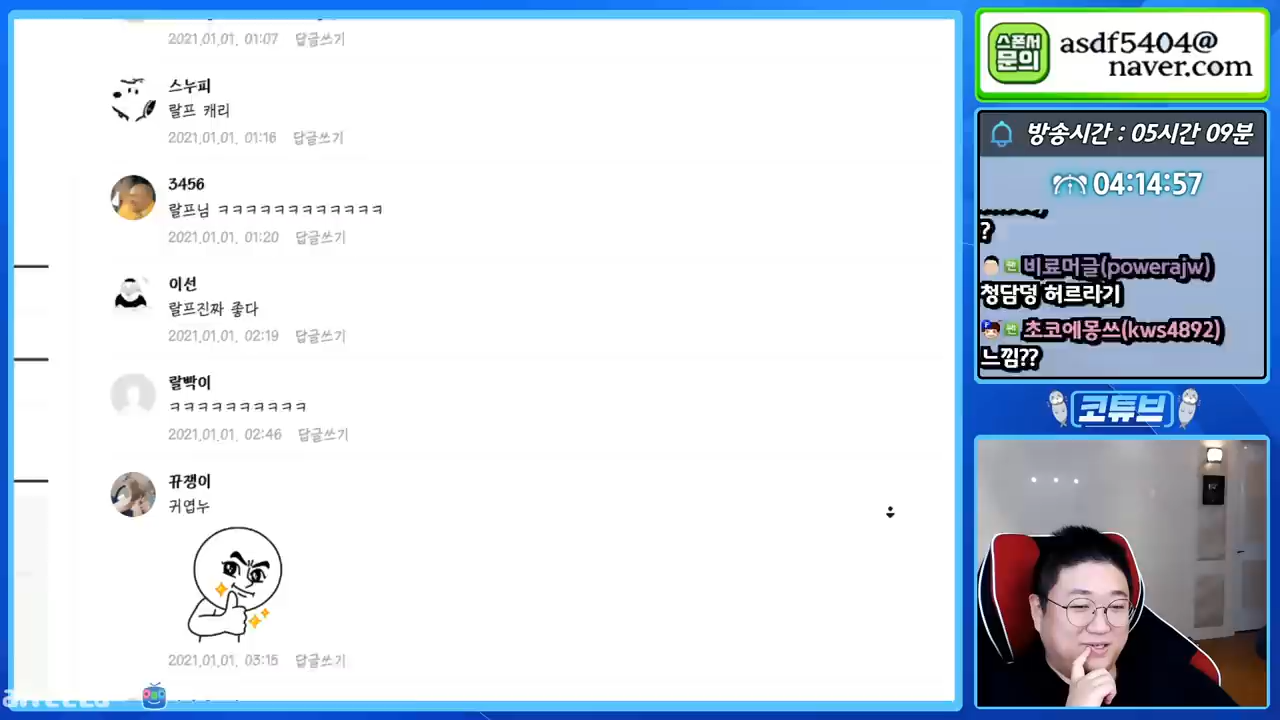 2021.01.01. 01:07 답글쓰기
스누피
랄프 캐리
2021.01.01. 01:16 답글쓰기
3456
랄프님 ㅋㅋㅋㅋㅋㅋㅋㅋㅋㅋㅋㅋ
2021.01.01. 01:20 답글쓰기
이선
랄프진짜 좋다
2021.01.01. 02:19 답글쓰기
랄빡이
ㅋㅋㅋㅋㅋㅋㅋㅋㅋㅋ
2021.01.01. 02:46 답글쓰기
뀨쟁이
귀엽누
2021.01.01. 03:15 답글쓰기
스폰서
문의
asdf5404@
naver.com
방송시간 : 05시간 09분
04:14:57
?
팬 비료머글(powerajw)
청담덩 허르라기
팬 초코에몽쓰(kws4892)
느낌??
코튜브